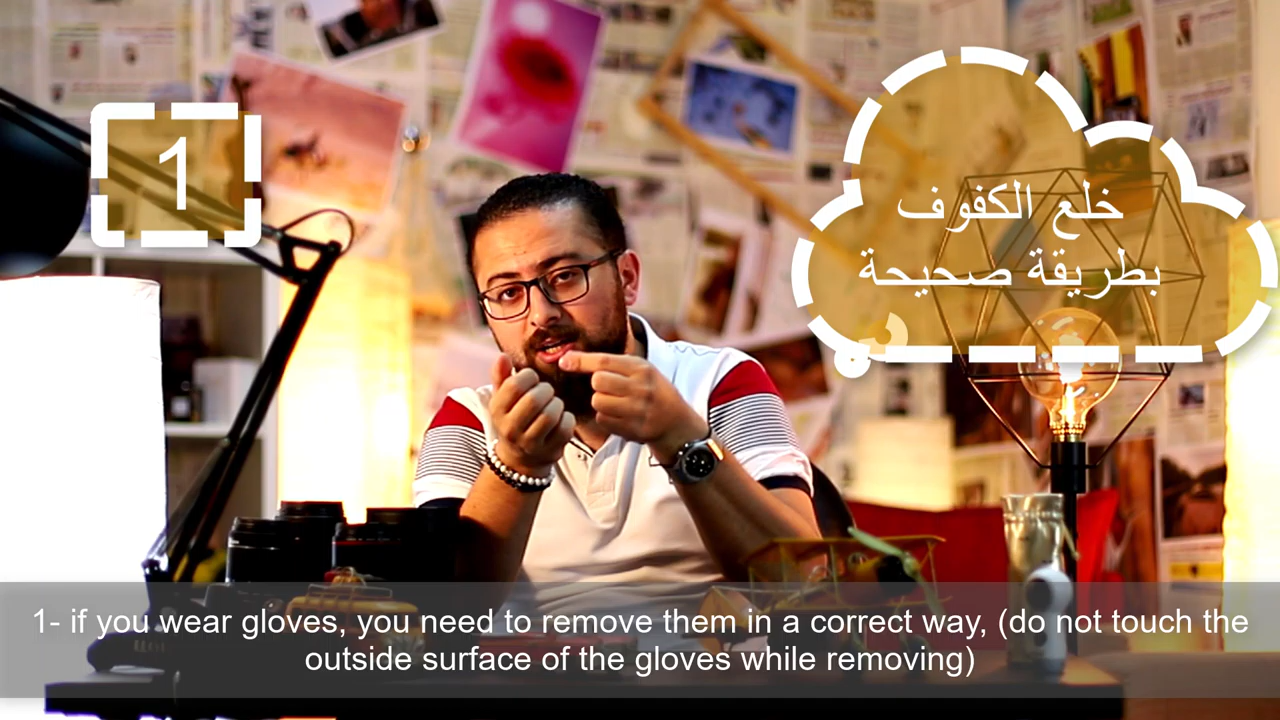 1
خلع الكفوف
بطريقة صحيحة
1- if you wear gloves, you need to remove them in a correct way, (do not touch the
outside surface of the gloves while removing)